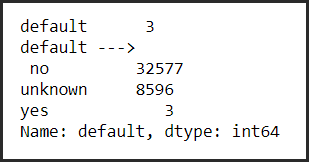 default 3
default --->
no 32577
unknown 8596
yes 3
Name: default, dtype: int64